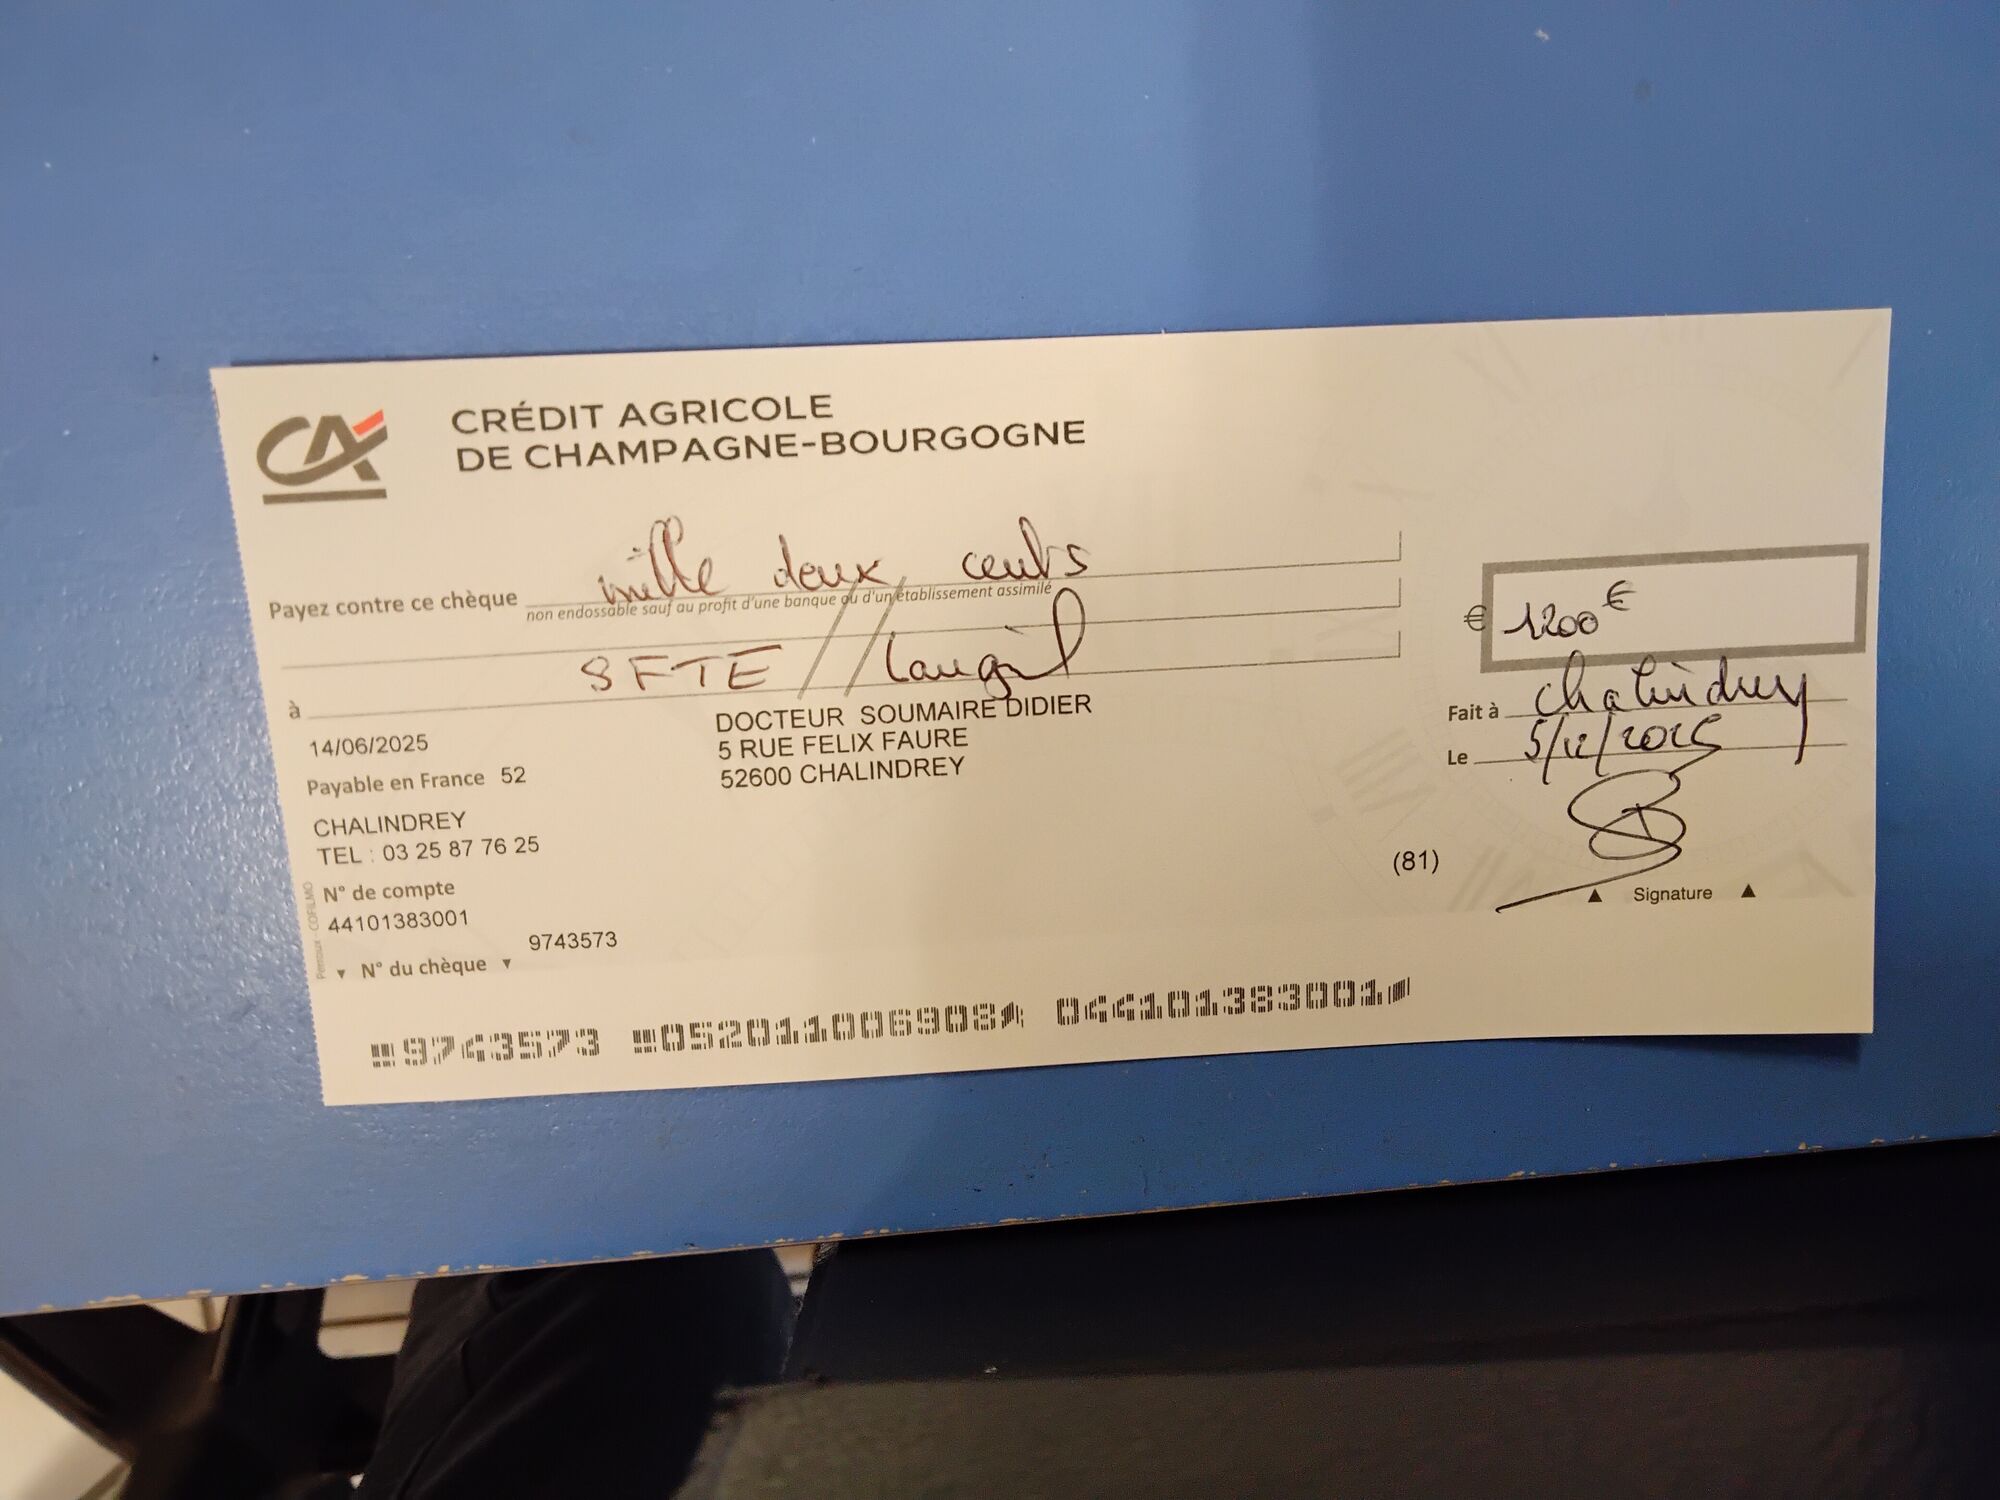 CA
CRÉDIT AGRICOLE
DE CHAMPAGNE-BOURGOGNE
Payez contre ce chèque mille deux cents
non endossable sauf au profit d'une banque ou d'un établissement assimilé
€ 1200 €
à SFTE // Laugil
14/06/2025
Payable en France 52
CHALINDREY
TEL : 03 25 87 76 25
N° de compte
44101383001
9743573
N° du chèque
DOCTEUR SOUMAIRE DIDIER
5 RUE FELIX FAURE
52600 CHALINDREY
Fait à Chalindrey
Le 5/12/2025
(81)
Signature
9743573 052011006908 044101383001